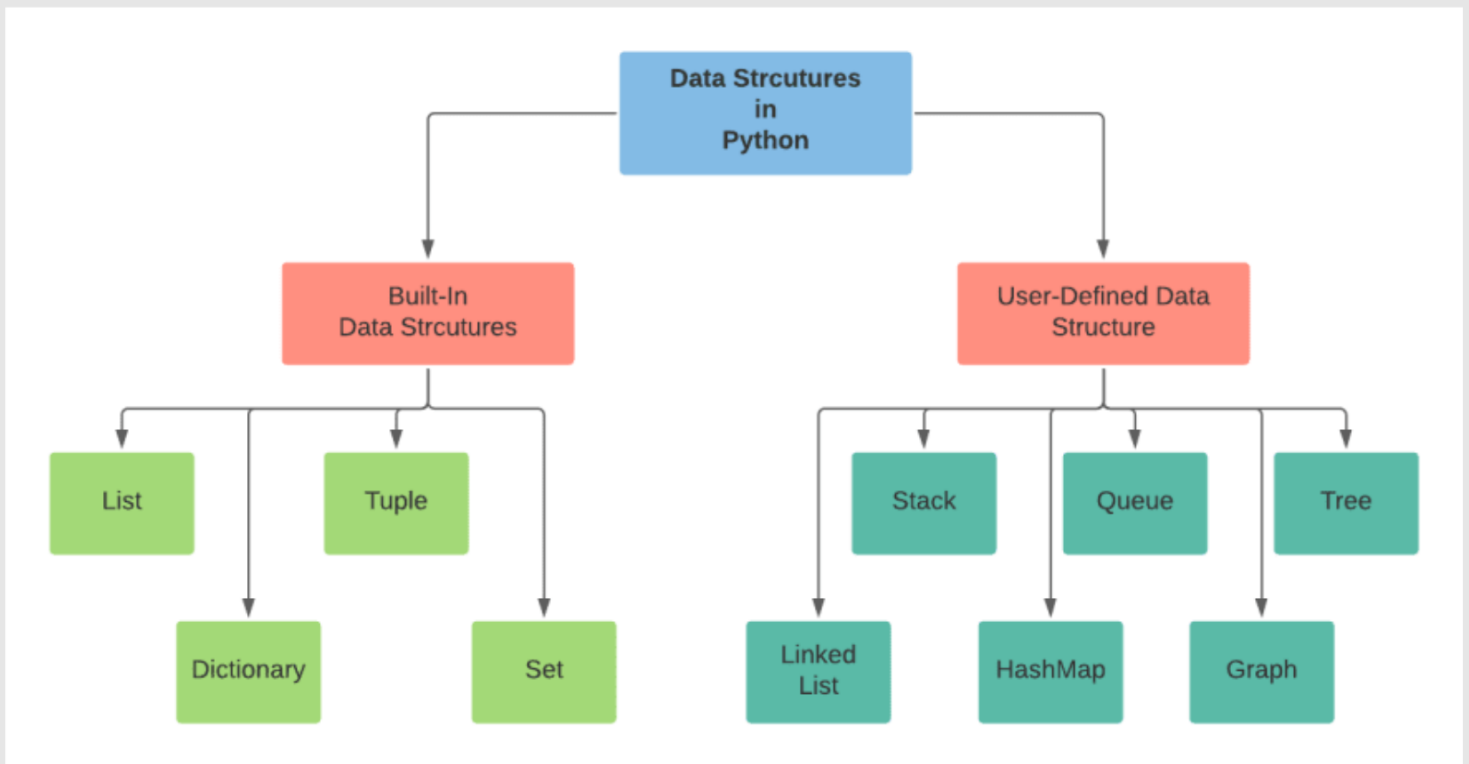 Data Strcutures
in
Python
Built-In
Data Strcutures
User-Defined Data
Structure
List
Tuple
Stack
Queue
Tree
Dictionary
Set
Linked
List
HashMap
Graph